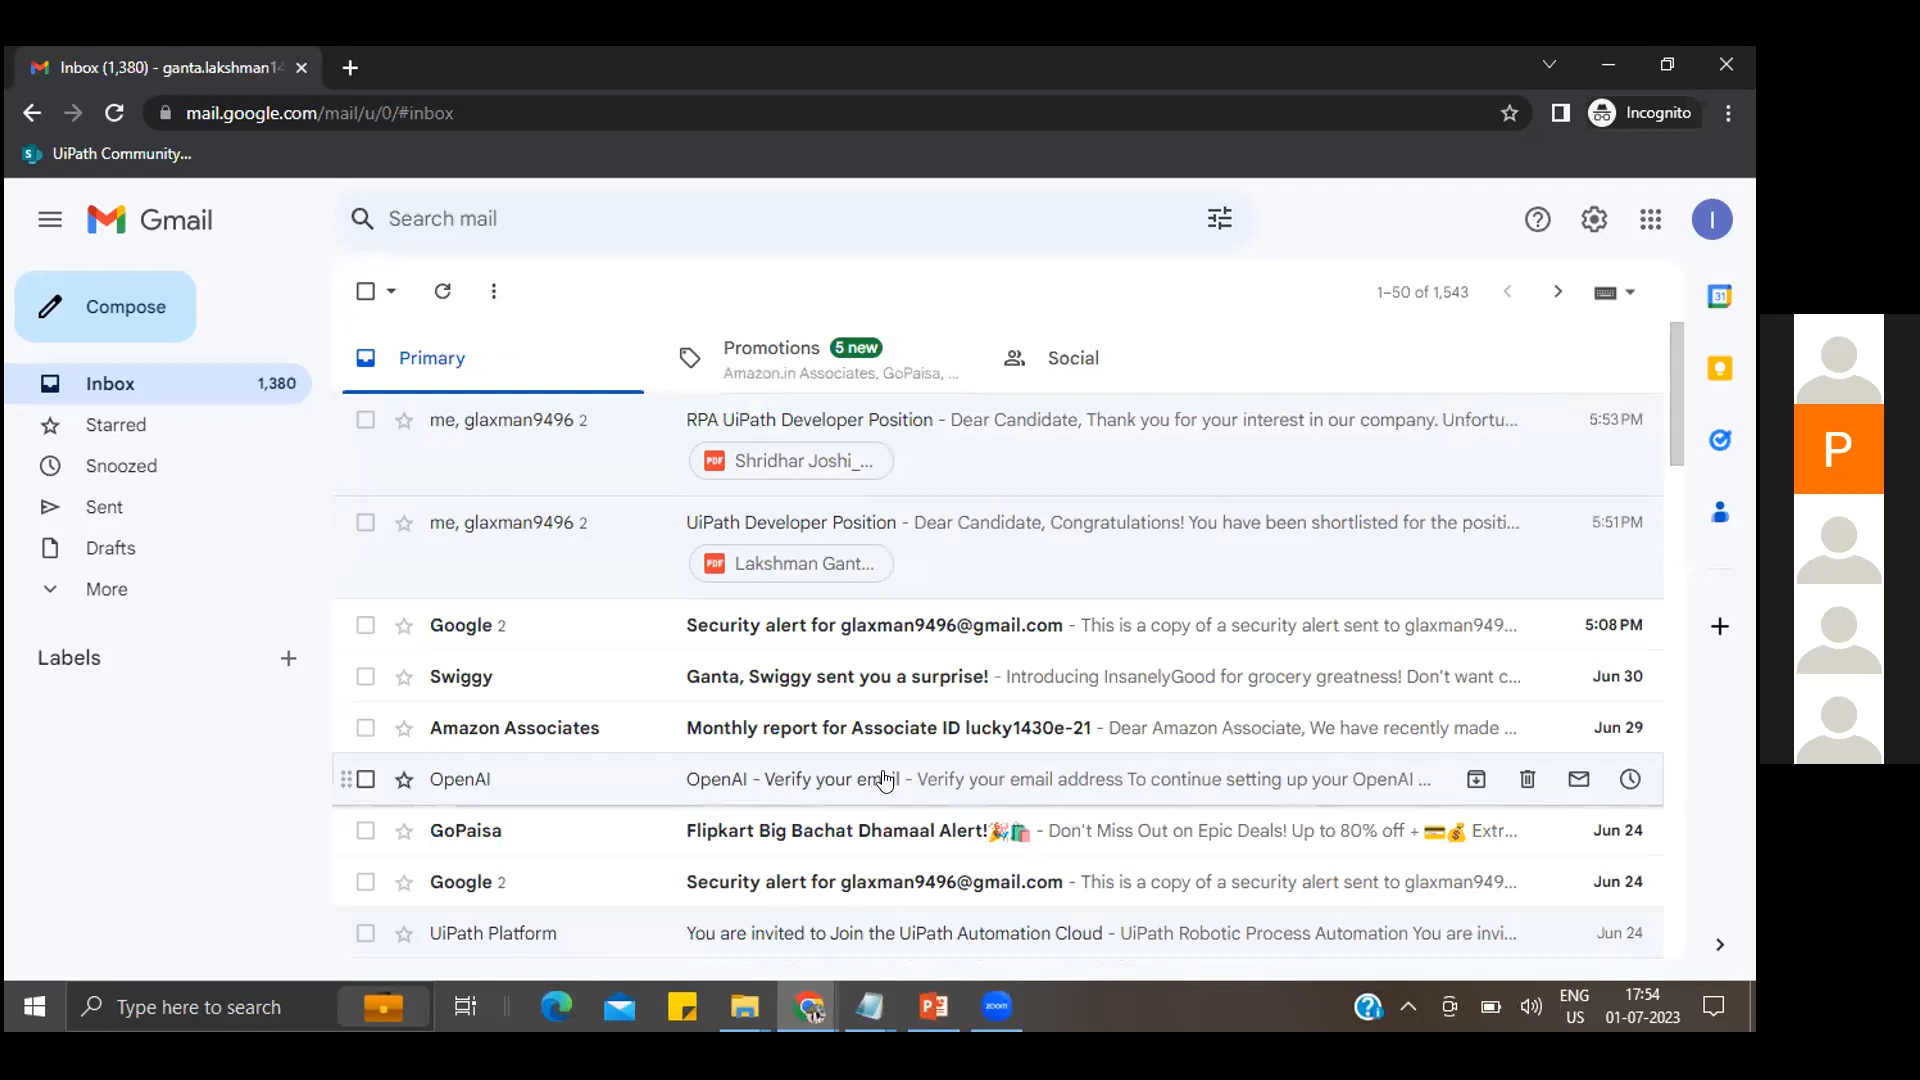 Inbox (1,380) - ganta.lakshman1
mail.google.com/mail/u/0/#inbox
Incognito
S UiPath Community...
Gmail
Search mail
I
Compose
1–50 of 1,543
Primary
Promotions 5 new
Amazon.in Associates, GoPaisa, ...
Social
31
Inbox 1,380
Starred
Snoozed
Sent
Drafts
More
Labels
me, glaxman9496 2 RPA UiPath Developer Position - Dear Candidate, Thank you for your interest in our company. Unfortu... 5:53 PM
PDF Shridhar Joshi_...
me, glaxman9496 2 UiPath Developer Position - Dear Candidate, Congratulations! You have been shortlisted for the positi... 5:51 PM
PDF Lakshman Gant...
Google 2 Security alert for glaxman9496@gmail.com - This is a copy of a security alert sent to glaxman949... 5:08 PM
Swiggy Ganta, Swiggy sent you a surprise! - Introducing InsanelyGood for grocery greatness! Don't want c... Jun 30
Amazon Associates Monthly report for Associate ID lucky1430e-21 - Dear Amazon Associate, We have recently made ... Jun 29
OpenAI OpenAI - Verify your email - Verify your email address To continue setting up your OpenAI ...
GoPaisa Flipkart Big Bachat Dhamaal Alert!🎉🛍️ - Don't Miss Out on Epic Deals! Up to 80% off + 💳💰 Extr... Jun 24
Google 2 Security alert for glaxman9496@gmail.com - This is a copy of a security alert sent to glaxman949... Jun 24
UiPath Platform You are invited to Join the UiPath Automation Cloud - UiPath Robotic Process Automation You are invi... Jun 24
P
Type here to search
zoom
ENG
US
17:54
01-07-2023